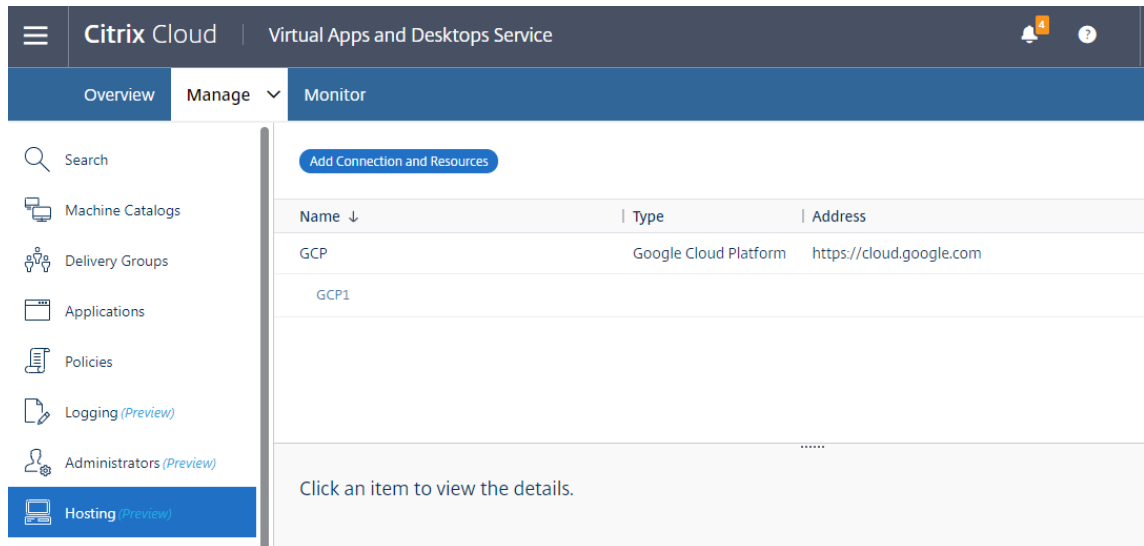 Citrix Cloud | Virtual Apps and Desktops Service 4 ?
Overview Manage Monitor
Search
Machine Catalogs
Delivery Groups
Applications
Policies
Logging (Preview)
Administrators (Preview)
Hosting (Preview)
Add Connection and Resources
Name ↓ Type Address
GCP Google Cloud Platform https://cloud.google.com
GCP1
Click an item to view the details.